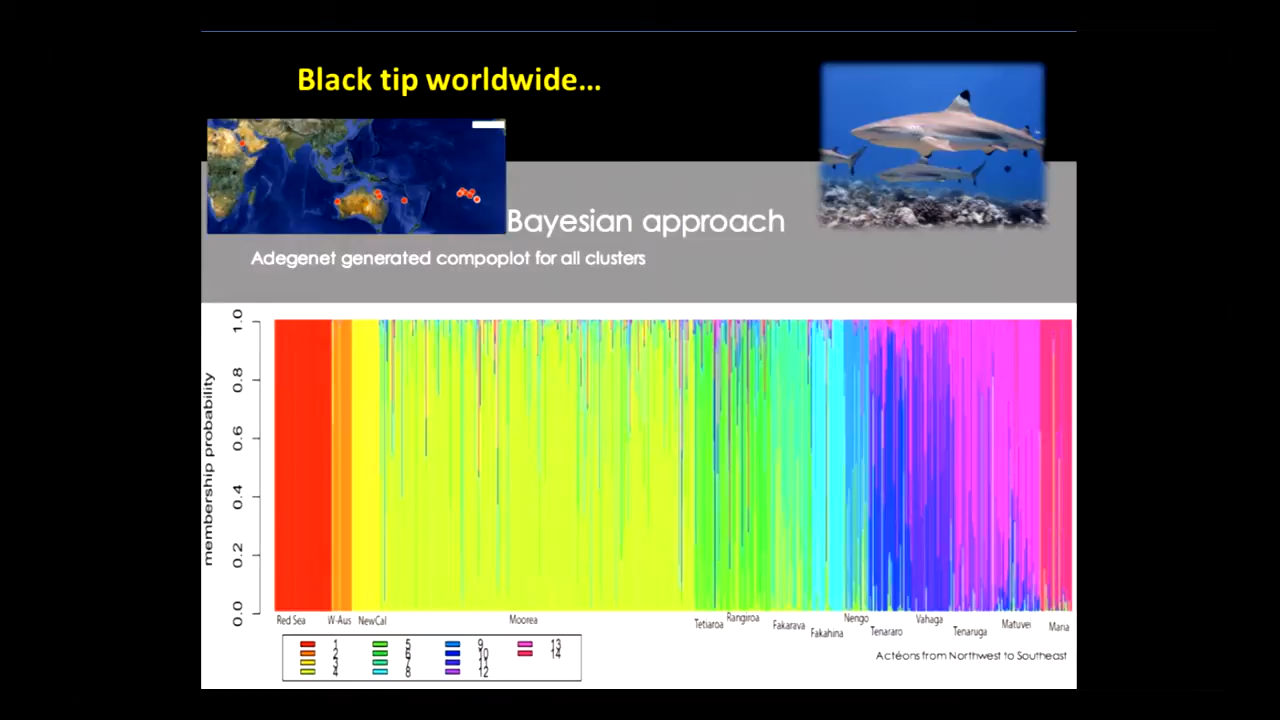 Black tip worldwide...
Bayesian approach
Adegenet generated compoplot for all clusters
membership probability
1.0
0.8
0.6
0.4
0.2
0.0
Red Sea W-Aus NewCal Moorea Tetiaroa Rangiroa Fakarava Fakahina Nengo Tenararo Vahaga Tenaruga Matuvei Maria
Actéons from Northwest to Southeast
1 5 9 13
2 6 10 14
3 7 11
4 8 12